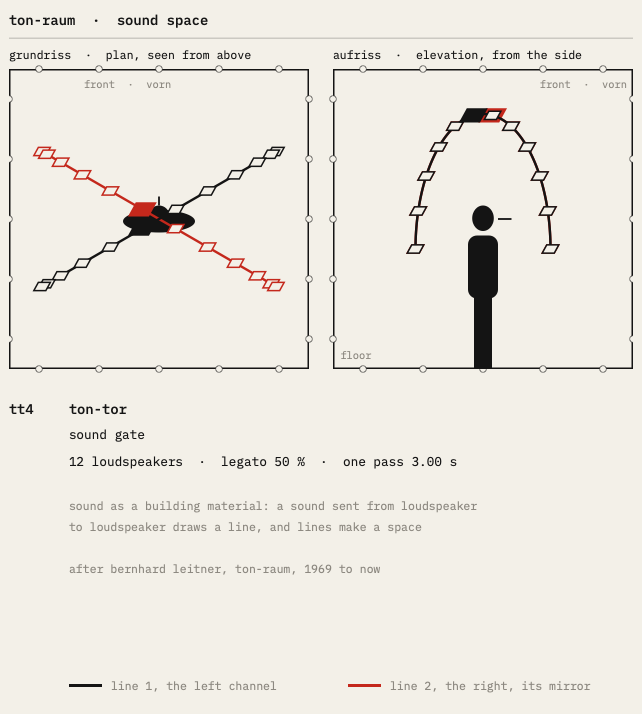 ton-raum · sound space
grundriss · plan, seen from above
aufriss · elevation, from the side
front · vorn
front · vorn
floor
tt4 ton-tor
sound gate
12 loudspeakers · legato 50 % · one pass 3.00 s
sound as a building material: a sound sent from loudspeaker
to loudspeaker draws a line, and lines make a space
after bernhard leitner, ton-raum, 1969 to now
line 1, the left channel
line 2, the right, its mirror